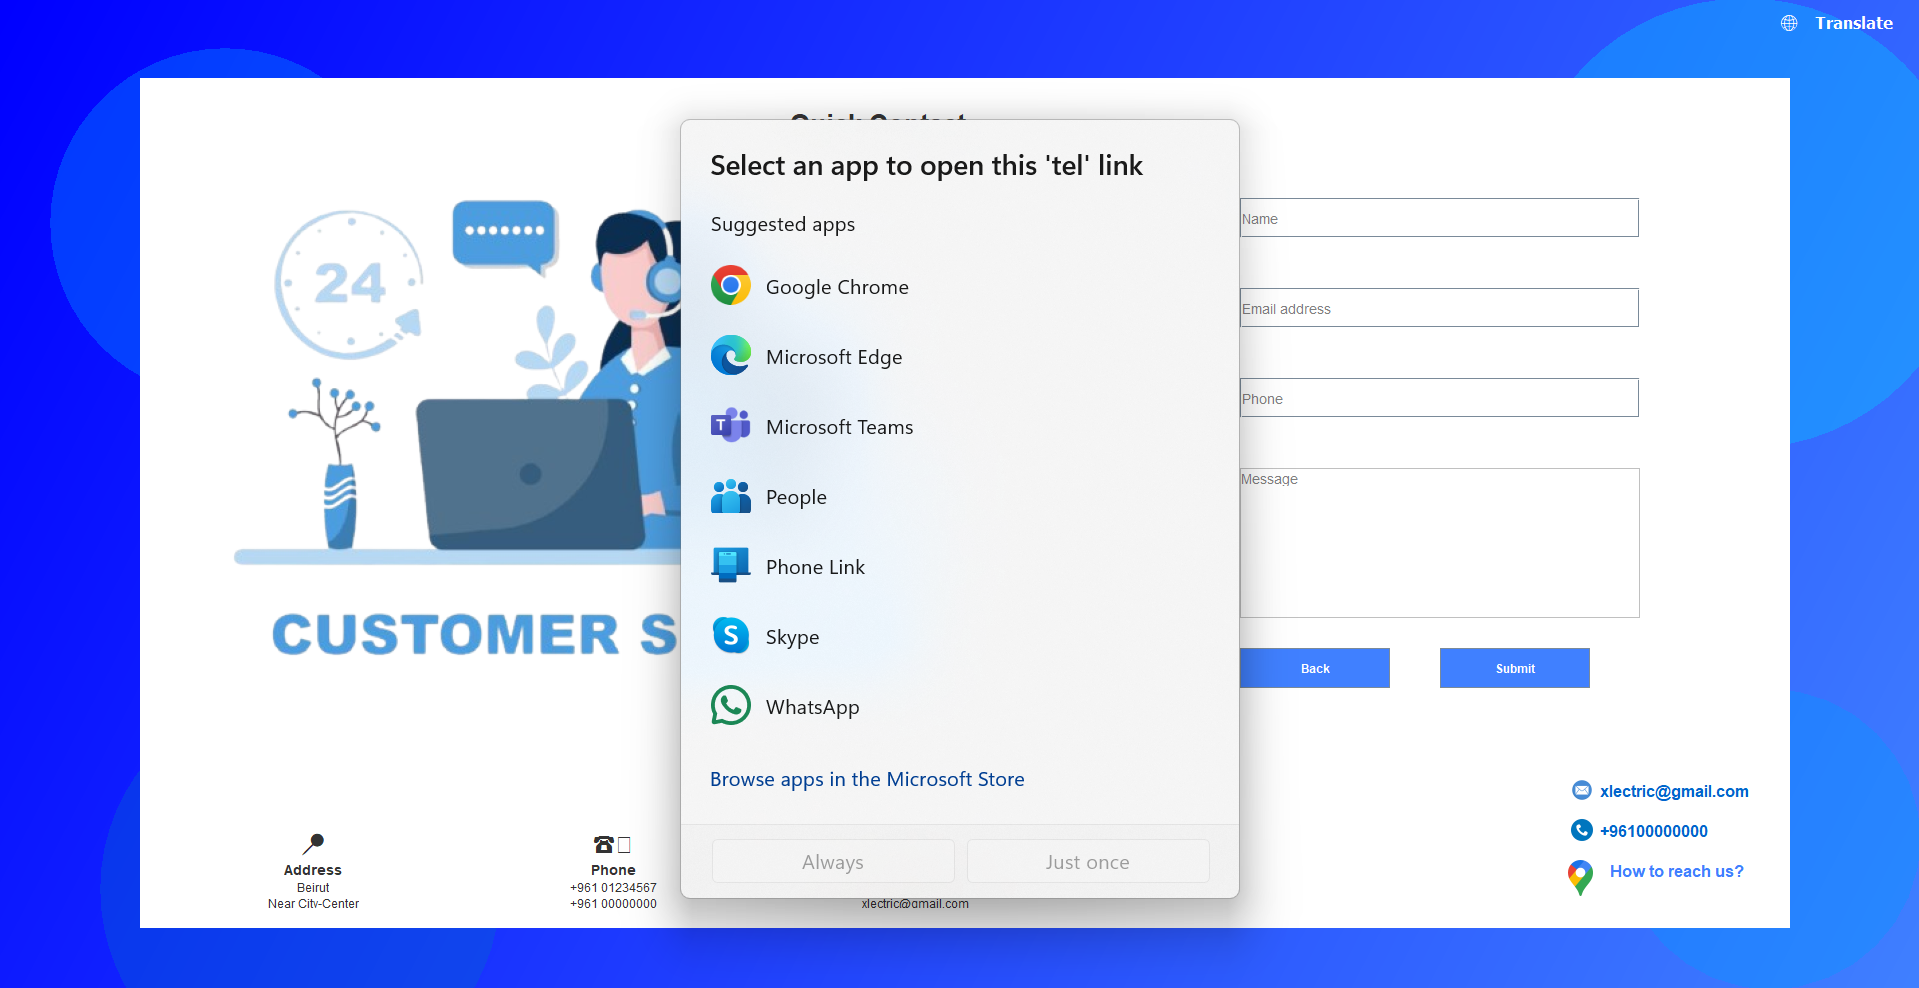 Translate
Quick Contact
Select an app to open this 'tel' link
Suggested apps
Google Chrome
Microsoft Edge
T
Microsoft Teams
People
Phone Link
S
Skype
WhatsApp
Browse apps in the Microsoft Store
Always
Just once
24
CUSTOMER S
Name
Email address
Phone
Message
Back
Submit
xlectric@gmail.com
+96100000000
How to reach us?
Address
Beirut
Near City-Center
Phone
+961 01234567
+961 00000000
xlectric@gmail.com